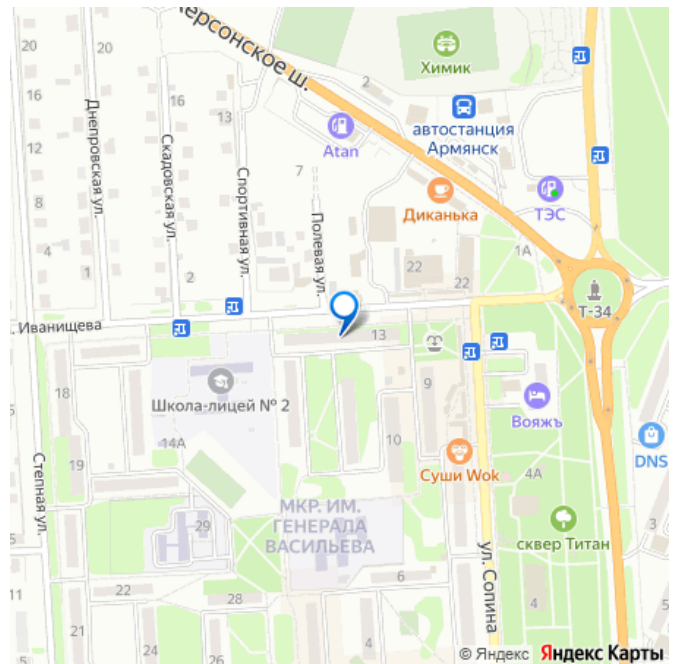 ерсонское ш.
Химик
20
20
2
16
16
автостанция
Армянск
Днепровская ул.
Скадовская ул.
13
Atan
12
Спортивная ул.
7
Диканька
ТЭС
8
Полевая ул.
4
1А
22
22
1
2
Т-34
. Иванищева
13
18
Школа-лицей № 2
9
Вояжъ
14А
10
DNS
Степная ул.
19
Суши Wok
4А
МКР. ИМ.
ГЕНЕРАЛА
ВАСИЛЬЕВА
29
3
сквер Титан
ул. Сопина
6
22
28
11
4
21
4
5
24
26
© Яндекс Яндекс Карты